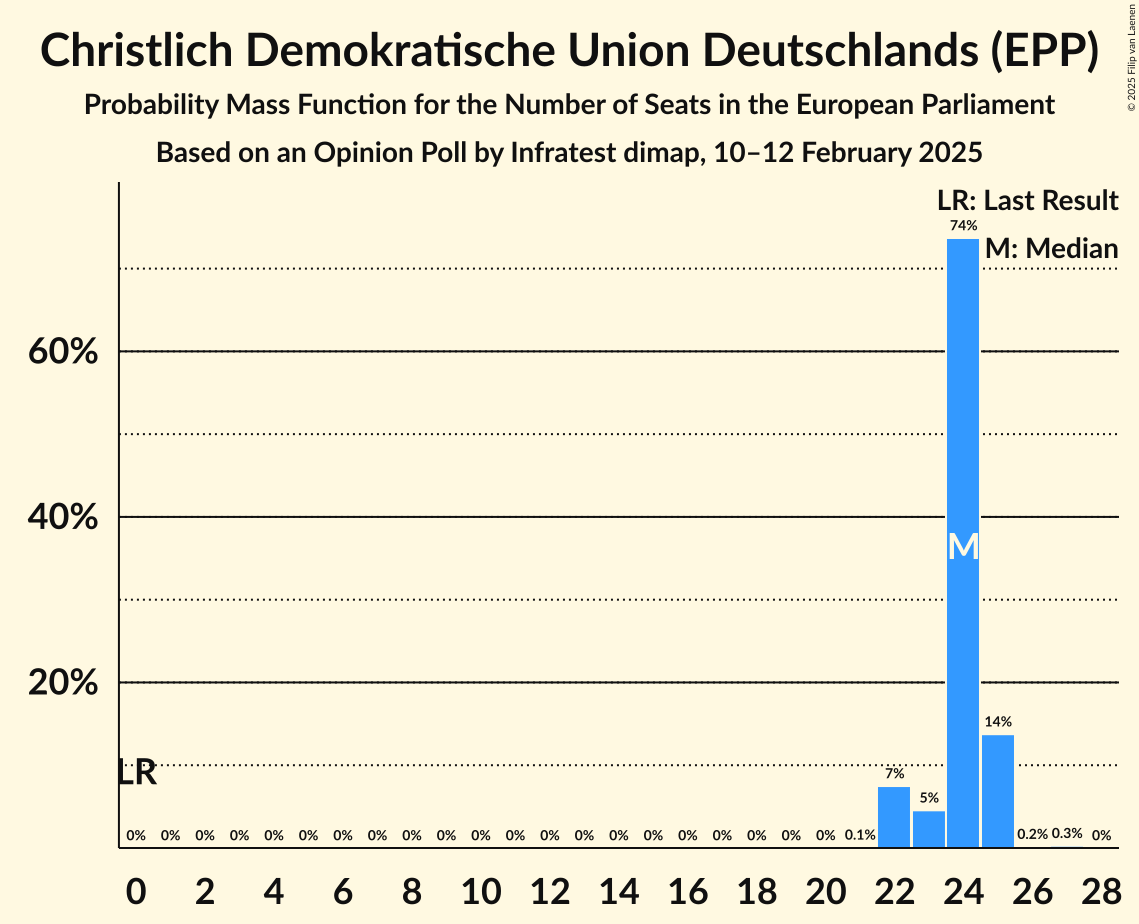 Christlich Demokratische Union Deutschlands (EPP)
Probability Mass Function for the Number of Seats in the European Parliament
Based on an Opinion Poll by Infratest dimap, 10–12 February 2025
© 2025 Filip van Laenen
LR: Last Result
M: Median
74%
60%
40%
M
20%
14%
LR
7%
5%
0% 0% 0% 0% 0% 0% 0% 0% 0% 0% 0% 0% 0% 0% 0% 0% 0% 0% 0% 0% 0% 0.1% 0.2% 0.3% 0%
0 2 4 6 8 10 12 14 16 18 20 22 24 26 28